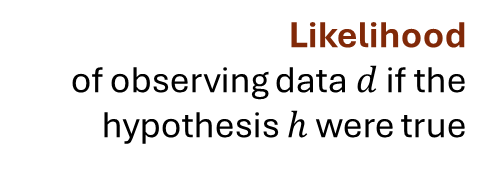 Likelihood
of observing data d if the
hypothesis h were true